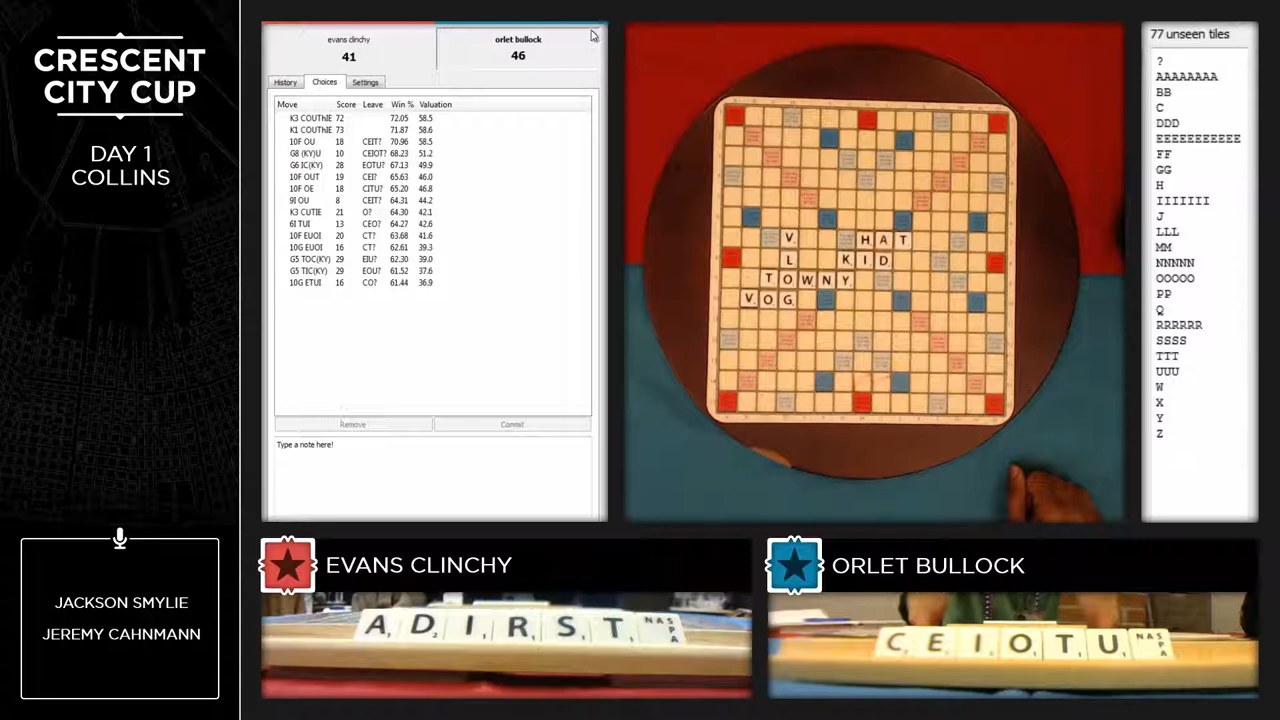 CRESCENT
CITY CUP
DAY 1
COLLINS
JACKSON SMYLIE
JEREMY CAHNMANN
evans clinchy
41
orlet bullock
46
History Choices Settings
Move Score Leave Win % Valuation
K3 COUThIE 72 72.05 58.5
K1 COUThIE 73 71.87 58.6
10F OU 18 CEIT? 70.96 58.5
G8 (KY)U 10 CEIOT? 68.23 51.2
G6 IC(KY) 28 EOTU? 67.13 49.9
10F OUT 19 CEI? 65.63 46.0
10F OE 18 CITU? 65.20 46.8
9I OU 8 CEIT? 64.31 44.2
K3 CUTIE 21 O? 64.30 42.1
6I TUI 13 CEO? 64.27 42.6
10F EUOI 20 CT? 63.68 41.6
10G EUOI 16 CT? 62.61 39.3
G5 TOC(KY) 29 EIU? 62.30 39.0
G5 TIC(KY) 29 EOU? 61.52 37.6
10G ETUI 16 CO? 61.44 36.9
Remove Commit
Type a note here!
V H A T
L K I D
T O W N Y
V O G
77 unseen tiles
?
AAAAAAAA
BB
C
DDD
EEEEEEEEEEE
FF
GG
H
IIIIIII
J
LLL
MM
NNNNN
OOOOO
PP
Q
RRRRRR
SSSS
TTT
UUU
W
X
Y
Z
EVANS CLINCHY
ORLET BULLOCK
A D I R S T NASPA
C E I O T U NASPA